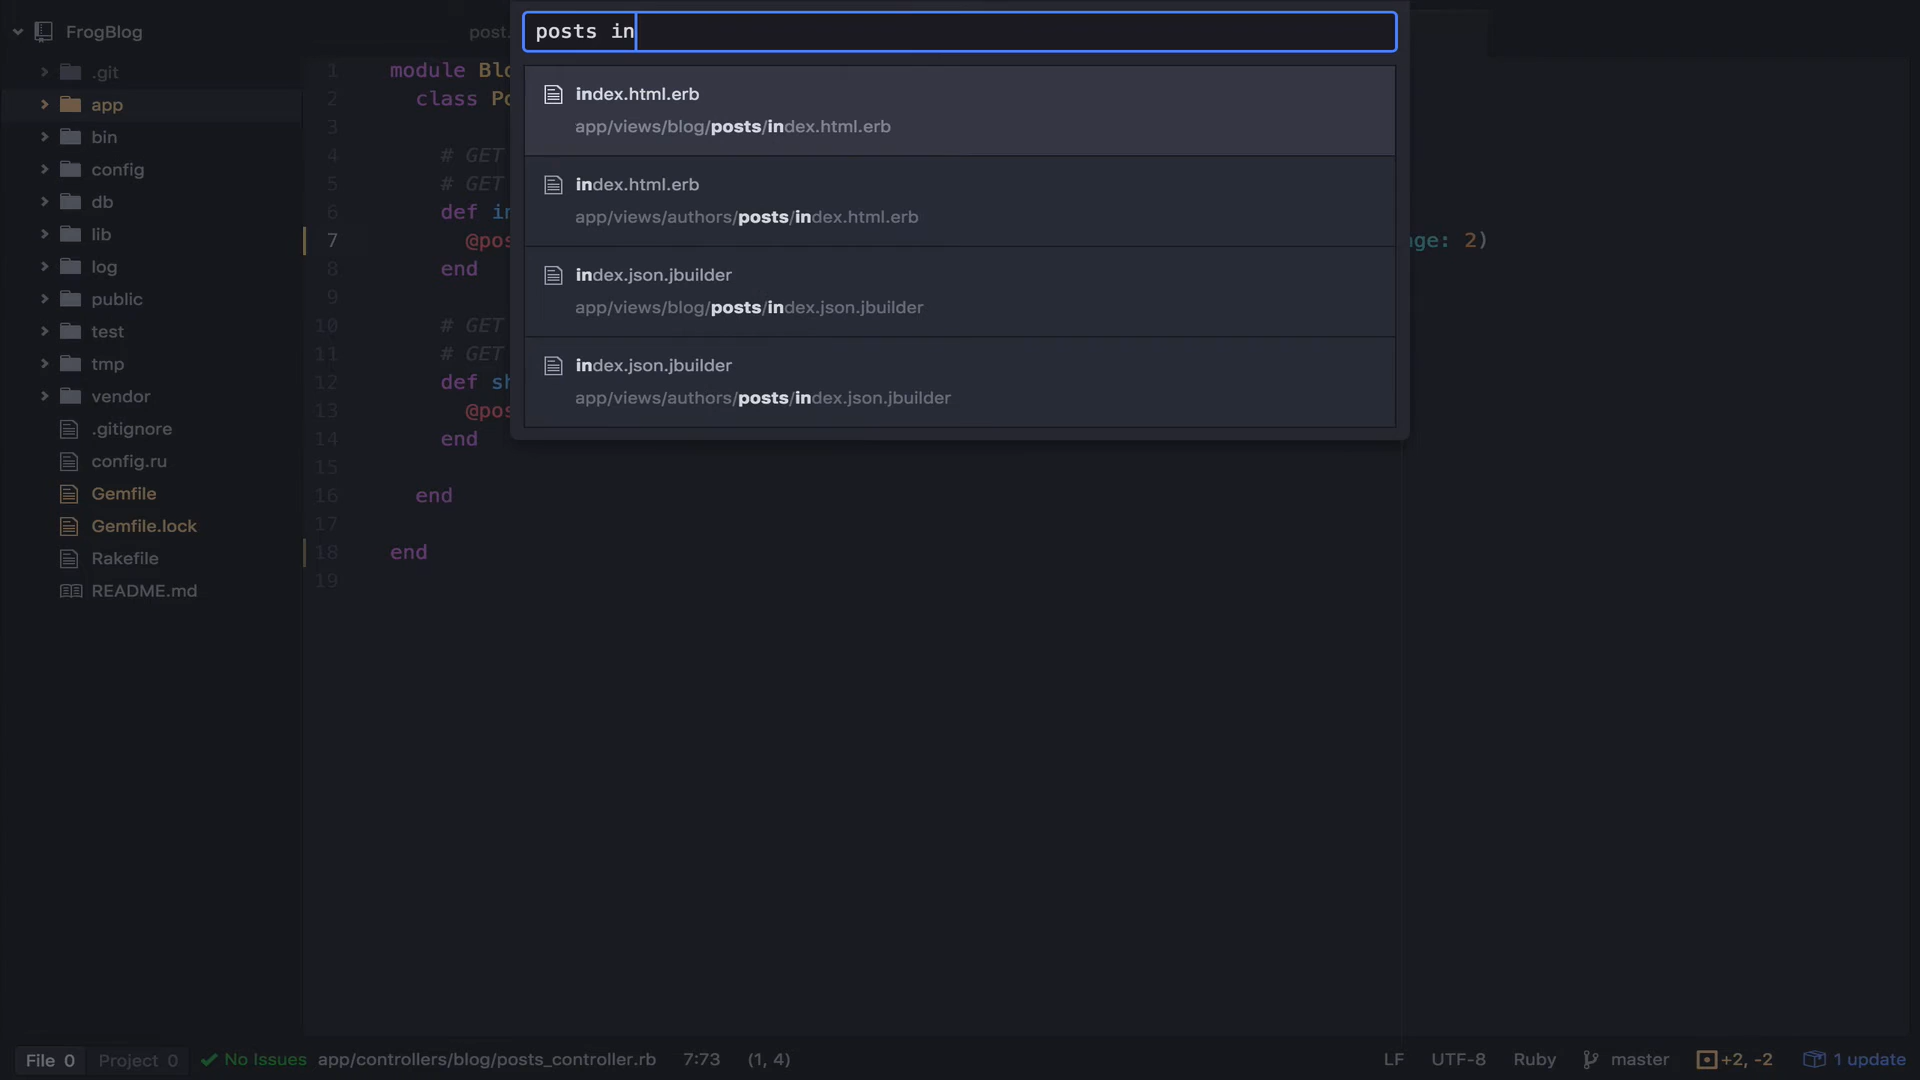 FrogBlog
.git
app
bin
config
db
lib
log
public
test
tmp
vendor
.gitignore
config.ru
Gemfile
Gemfile.lock
Rakefile
README.md
post.
posts in
index.html.erb
app/views/blog/posts/index.html.erb
index.html.erb
app/views/authors/posts/index.html.erb
index.json.jbuilder
app/views/blog/posts/index.json.jbuilder
index.json.jbuilder
app/views/authors/posts/index.json.jbuilder
1 module Blo
2 class Po
3
4 # GET
5 # GET
6 def in
7 @pos ge: 2)
8 end
9
10 # GET
11 # GET
12 def sh
13 @pos
14 end
15
16 end
17
18 end
19
File 0 Project 0 No Issues app/controllers/blog/posts_controller.rb 7:73 (1, 4) LF UTF-8 Ruby master +2, -2 1 update